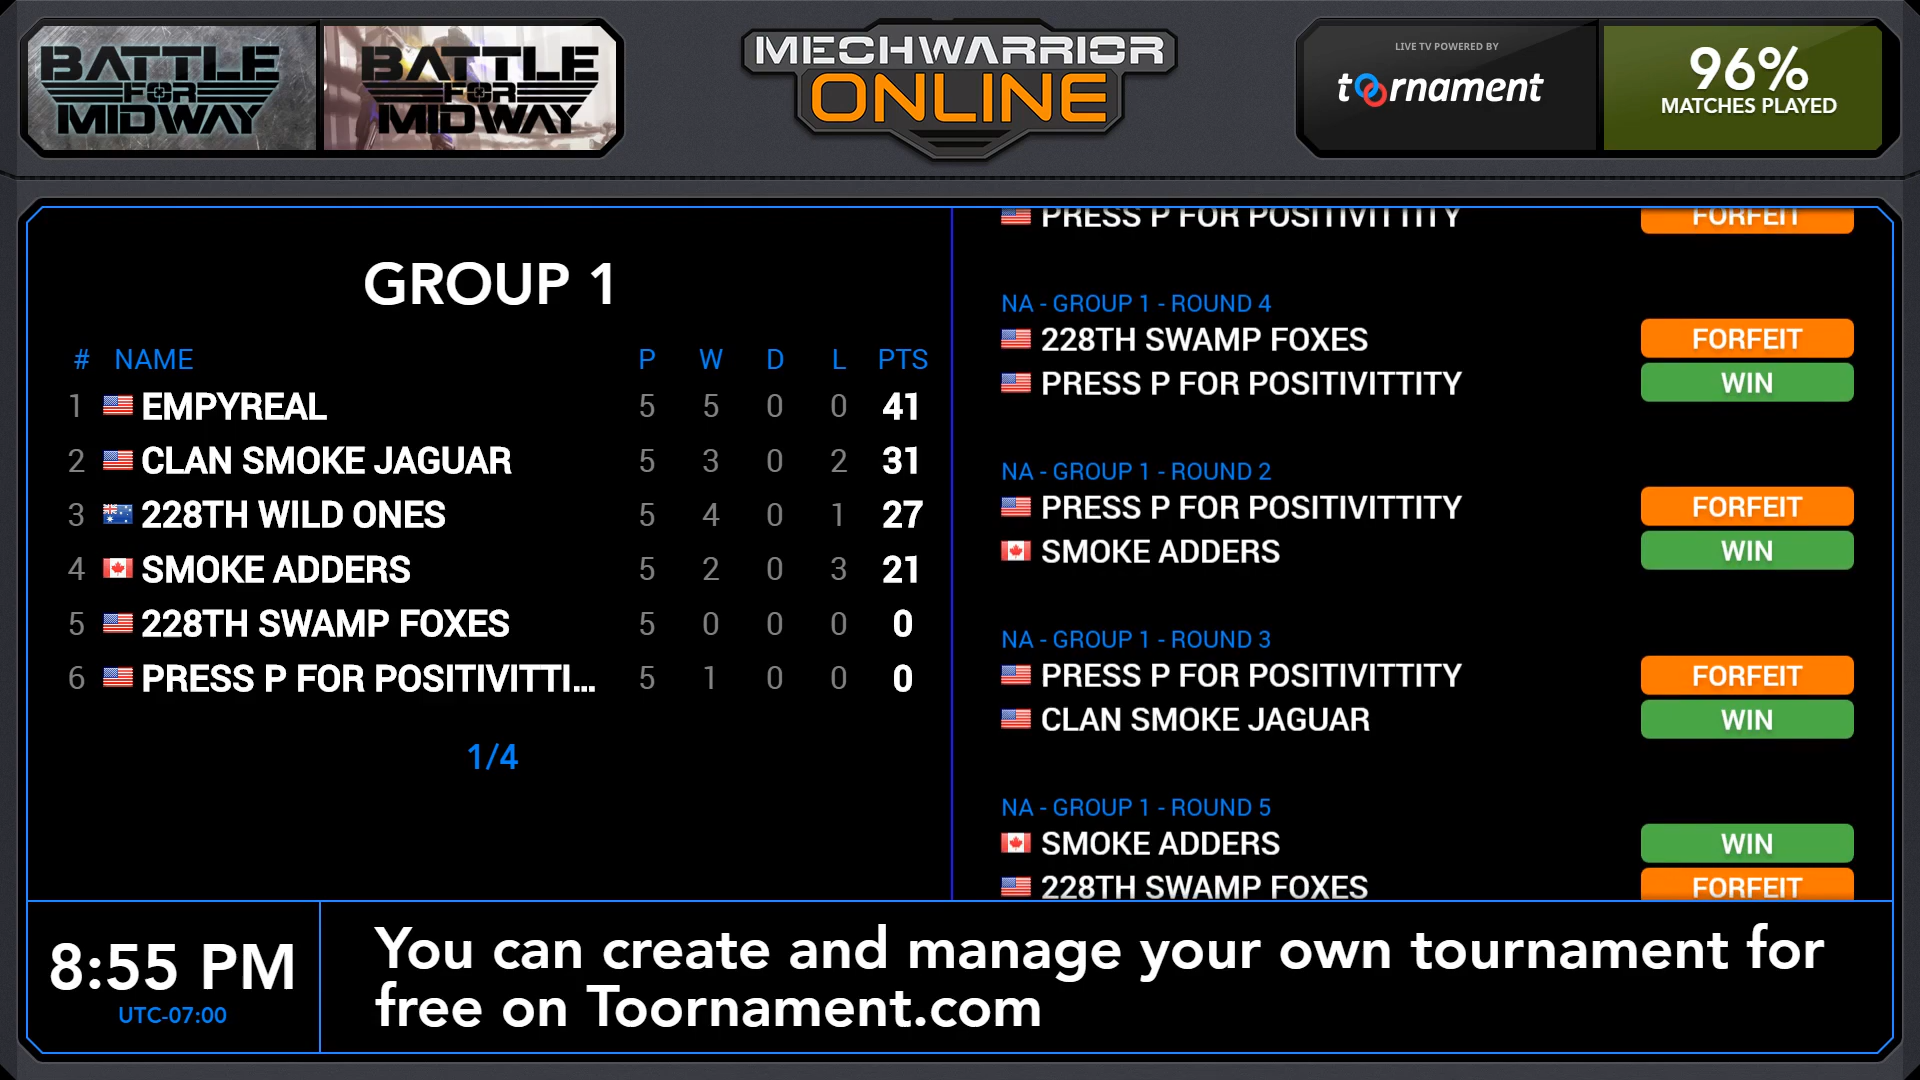 BATTLE
FOR
MIDWAY
BATTLE
FOR
MIDWAY
MECHWARRIOR
ONLINE
LIVE TV POWERED BY
toornament
96%
MATCHES PLAYED
GROUP 1
# NAME P W D L PTS
1 EMPYREAL 5 5 0 0 41
2 CLAN SMOKE JAGUAR 5 3 0 2 31
3 228TH WILD ONES 5 4 0 1 27
4 SMOKE ADDERS 5 2 0 3 21
5 228TH SWAMP FOXES 5 0 0 0 0
6 PRESS P FOR POSITIVITTI... 5 1 0 0 0
1/4
PRESS P FOR POSITIVITTITY FORFEIT
NA - GROUP 1 - ROUND 4
228TH SWAMP FOXES FORFEIT
PRESS P FOR POSITIVITTITY WIN
NA - GROUP 1 - ROUND 2
PRESS P FOR POSITIVITTITY FORFEIT
SMOKE ADDERS WIN
NA - GROUP 1 - ROUND 3
PRESS P FOR POSITIVITTITY FORFEIT
CLAN SMOKE JAGUAR WIN
NA - GROUP 1 - ROUND 5
SMOKE ADDERS WIN
228TH SWAMP FOXES FORFEIT
8:55 PM
UTC-07:00
You can create and manage your own tournament for
free on Toornament.com